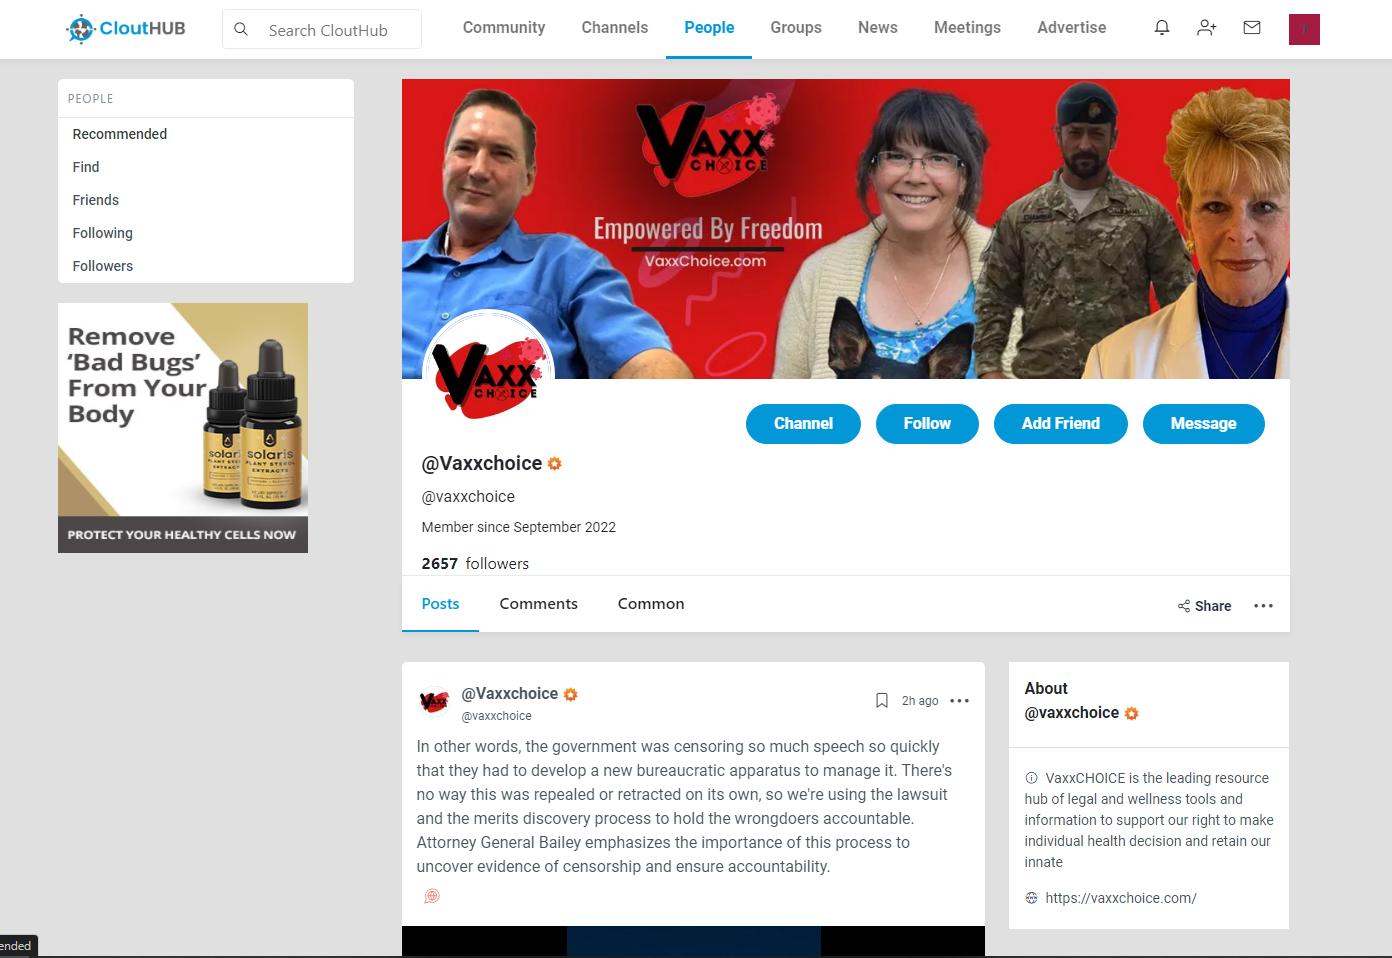 CloutHUB
Search CloutHub
Community
Channels
People
Groups
News
Meetings
Advertise
PEOPLE
Recommended
Find
Friends
Following
Followers
Remove
‘Bad Bugs’
From Your
Body
solaris
PLANT STEROL
EXTRACTS
solaris
PLANT STEROL
EXTRACTS
PROTECT YOUR HEALTHY CELLS NOW
VAXX
CHOICE
Empowered By Freedom
VaxxChoice.com
VAXX
CHOICE
Channel
Follow
Add Friend
Message
@Vaxxchoice
@vaxxchoice
Member since September 2022
2657 followers
Posts
Comments
Common
Share
VAXX
@Vaxxchoice
@vaxxchoice
2h ago
In other words, the government was censoring so much speech so quickly
that they had to develop a new bureaucratic apparatus to manage it. There's
no way this was repealed or retracted on its own, so we're using the lawsuit
and the merits discovery process to hold the wrongdoers accountable.
Attorney General Bailey emphasizes the importance of this process to
uncover evidence of censorship and ensure accountability.
About
@vaxxchoice
VaxxCHOICE is the leading resource
hub of legal and wellness tools and
information to support our right to make
individual health decision and retain our
innate
https://vaxxchoice.com/
ended